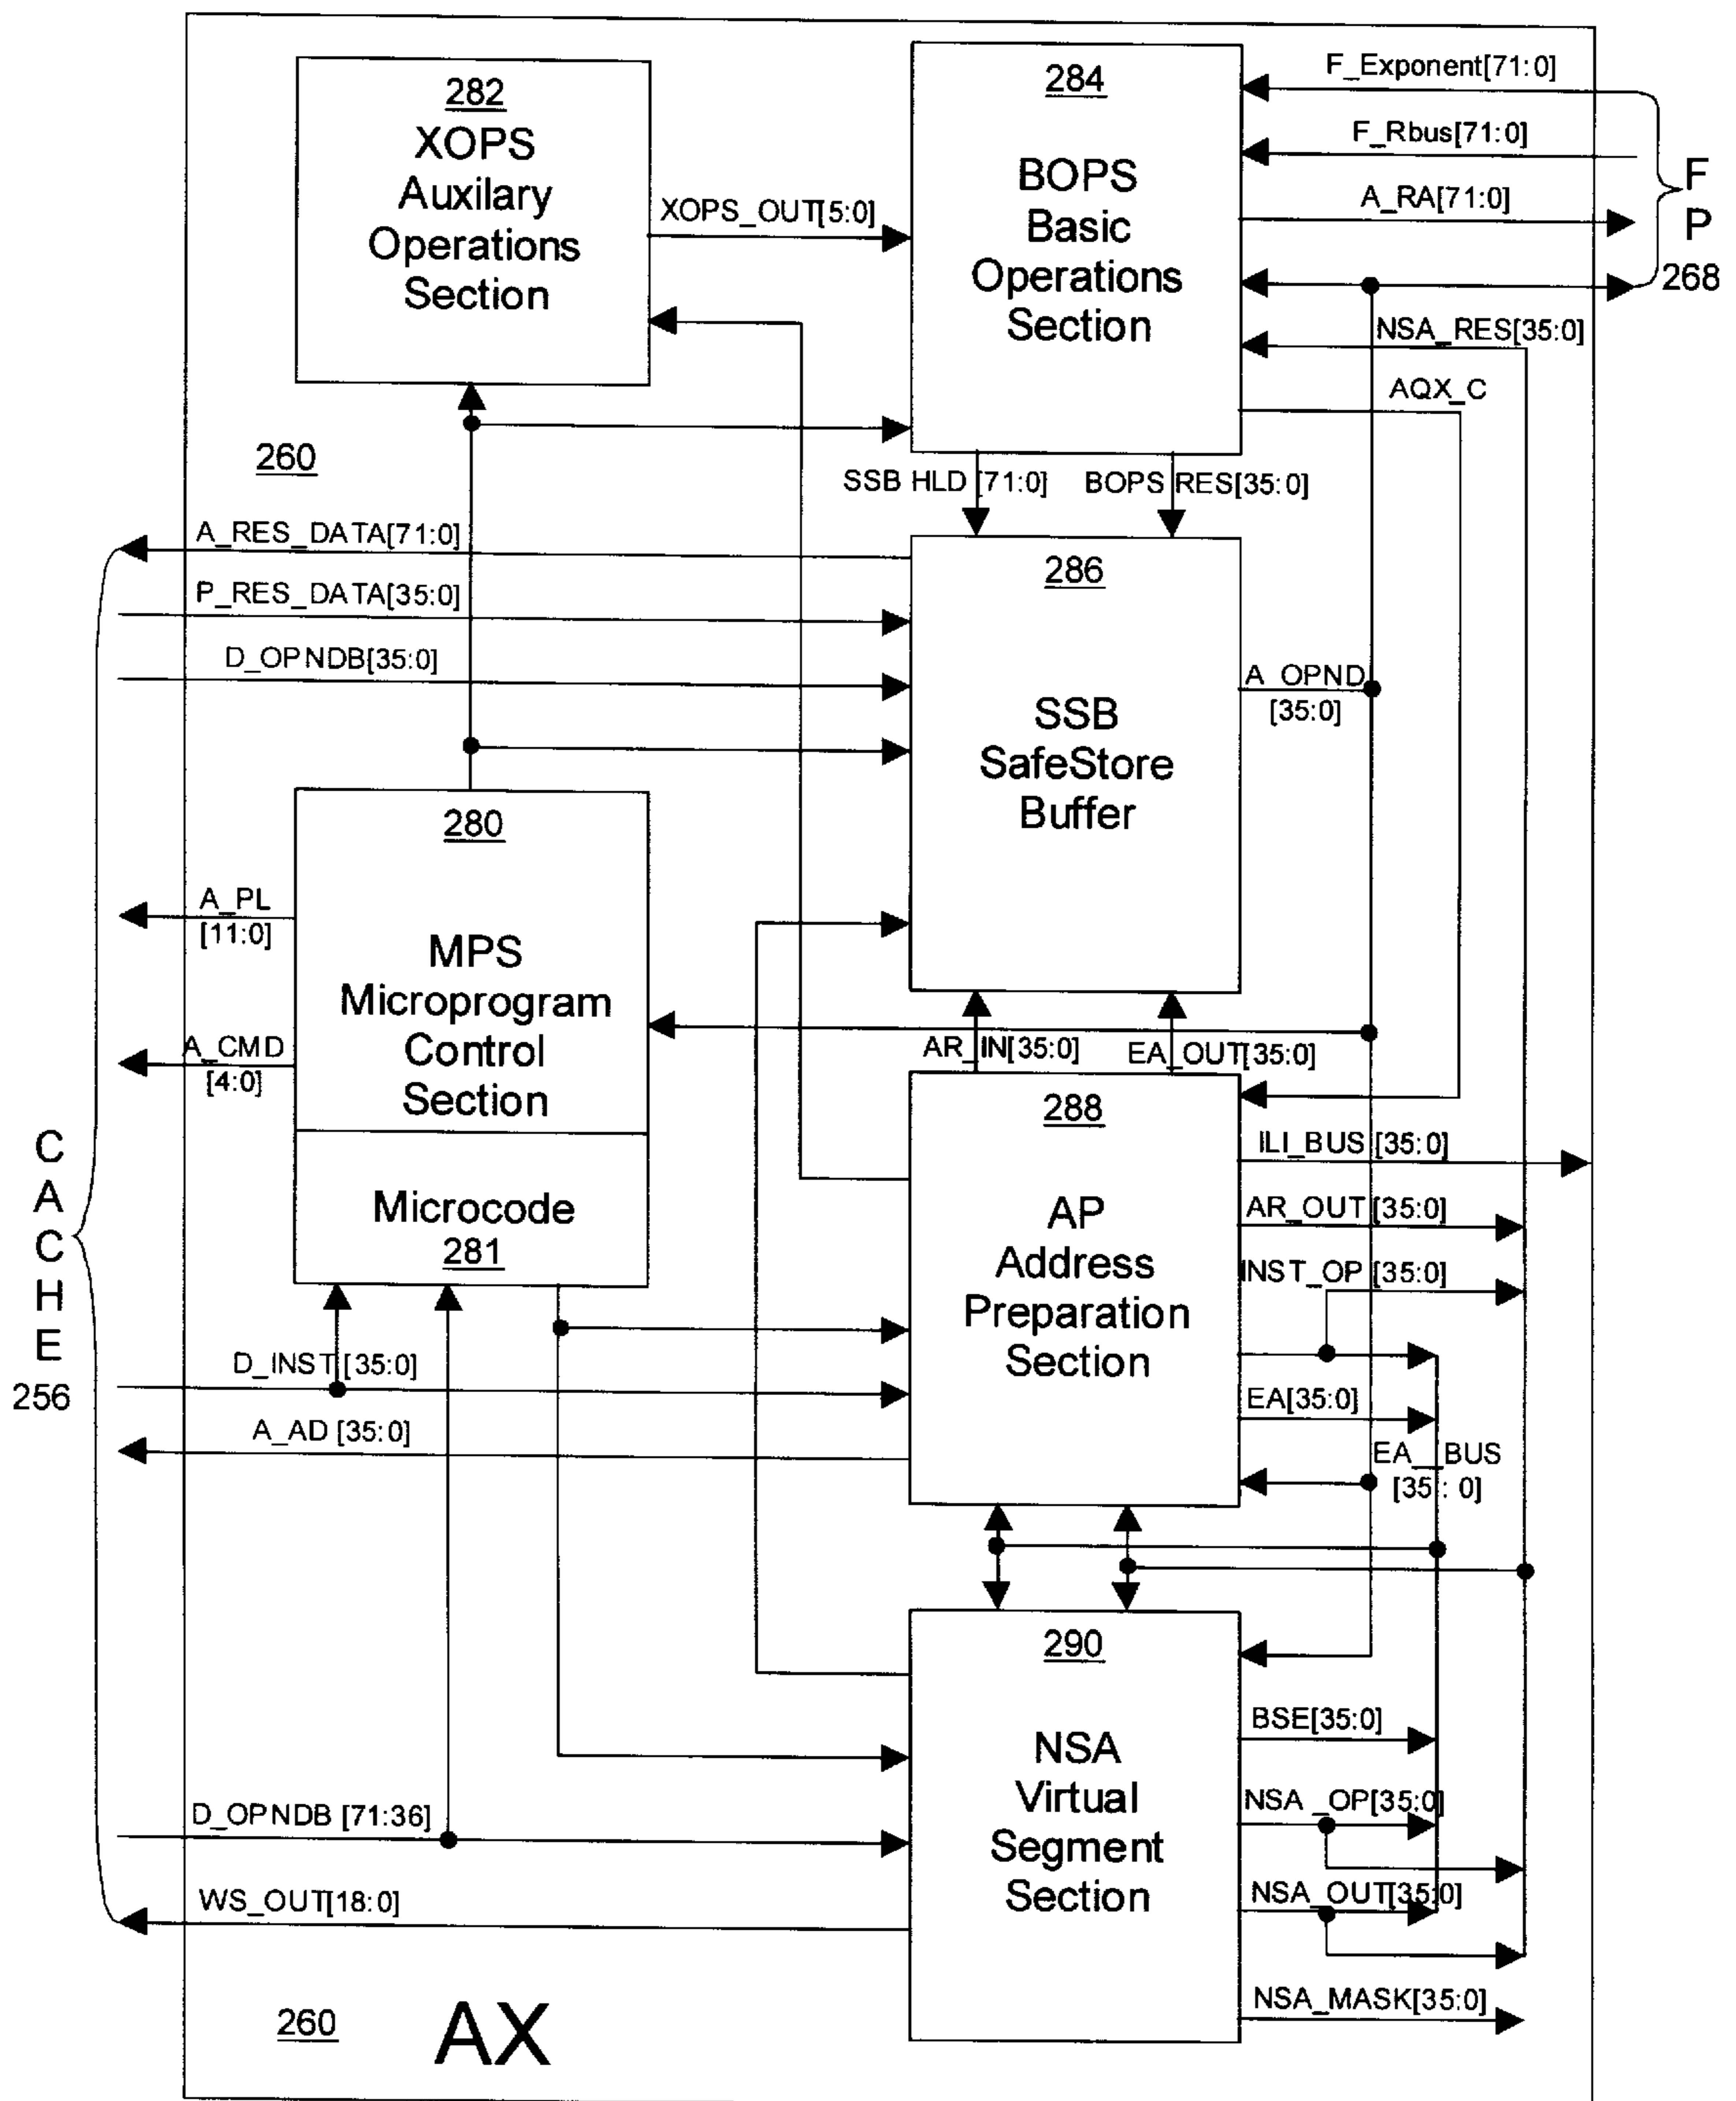 282
XOPS
Auxilary
Operations
Section
XOPS_OUT[5:0]
284
BOPS
Basic
Operations
Section
F_Exponent[71:0]
F_Rbus[71:0]
A_RA[71:0]
F
P
268
NSA_RES[35:0]
AQX_C
260
SSB HLD [71:0]
BOPS RES[35:0]
A_RES_DATA[71:0]
P_RES_DATA[35:0]
D_OPNDB[35:0]
286
SSB
SafeStore
Buffer
A_OPND
[35:0]
280
MPS
Microprogram
Control
Section
A_PL
[11:0]
A_CMD
[4:0]
Microcode
281
AR_IN[35:0]
EA_OUT[35:0]
288
AP
Address
Preparation
Section
ILI_BUS [35:0]
AR_OUT [35:0]
INST_OP [35:0]
EA[35:0]
EA_BUS
[35 : 0]
C
A
C
H
E
256
D_INST [35:0]
A_AD [35:0]
290
NSA
Virtual
Segment
Section
BSE[35:0]
NSA _OP[35:0]
NSA_OUT[35:0]
NSA_MASK[35:0]
D_OPNDB [71:36]
WS_OUT[18:0]
260
AX